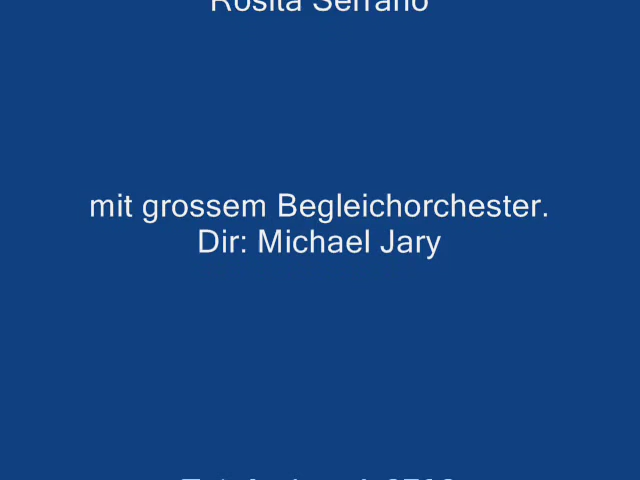 Rosita Serrano
mit grossem Begleichorchester.
Dir: Michael Jary